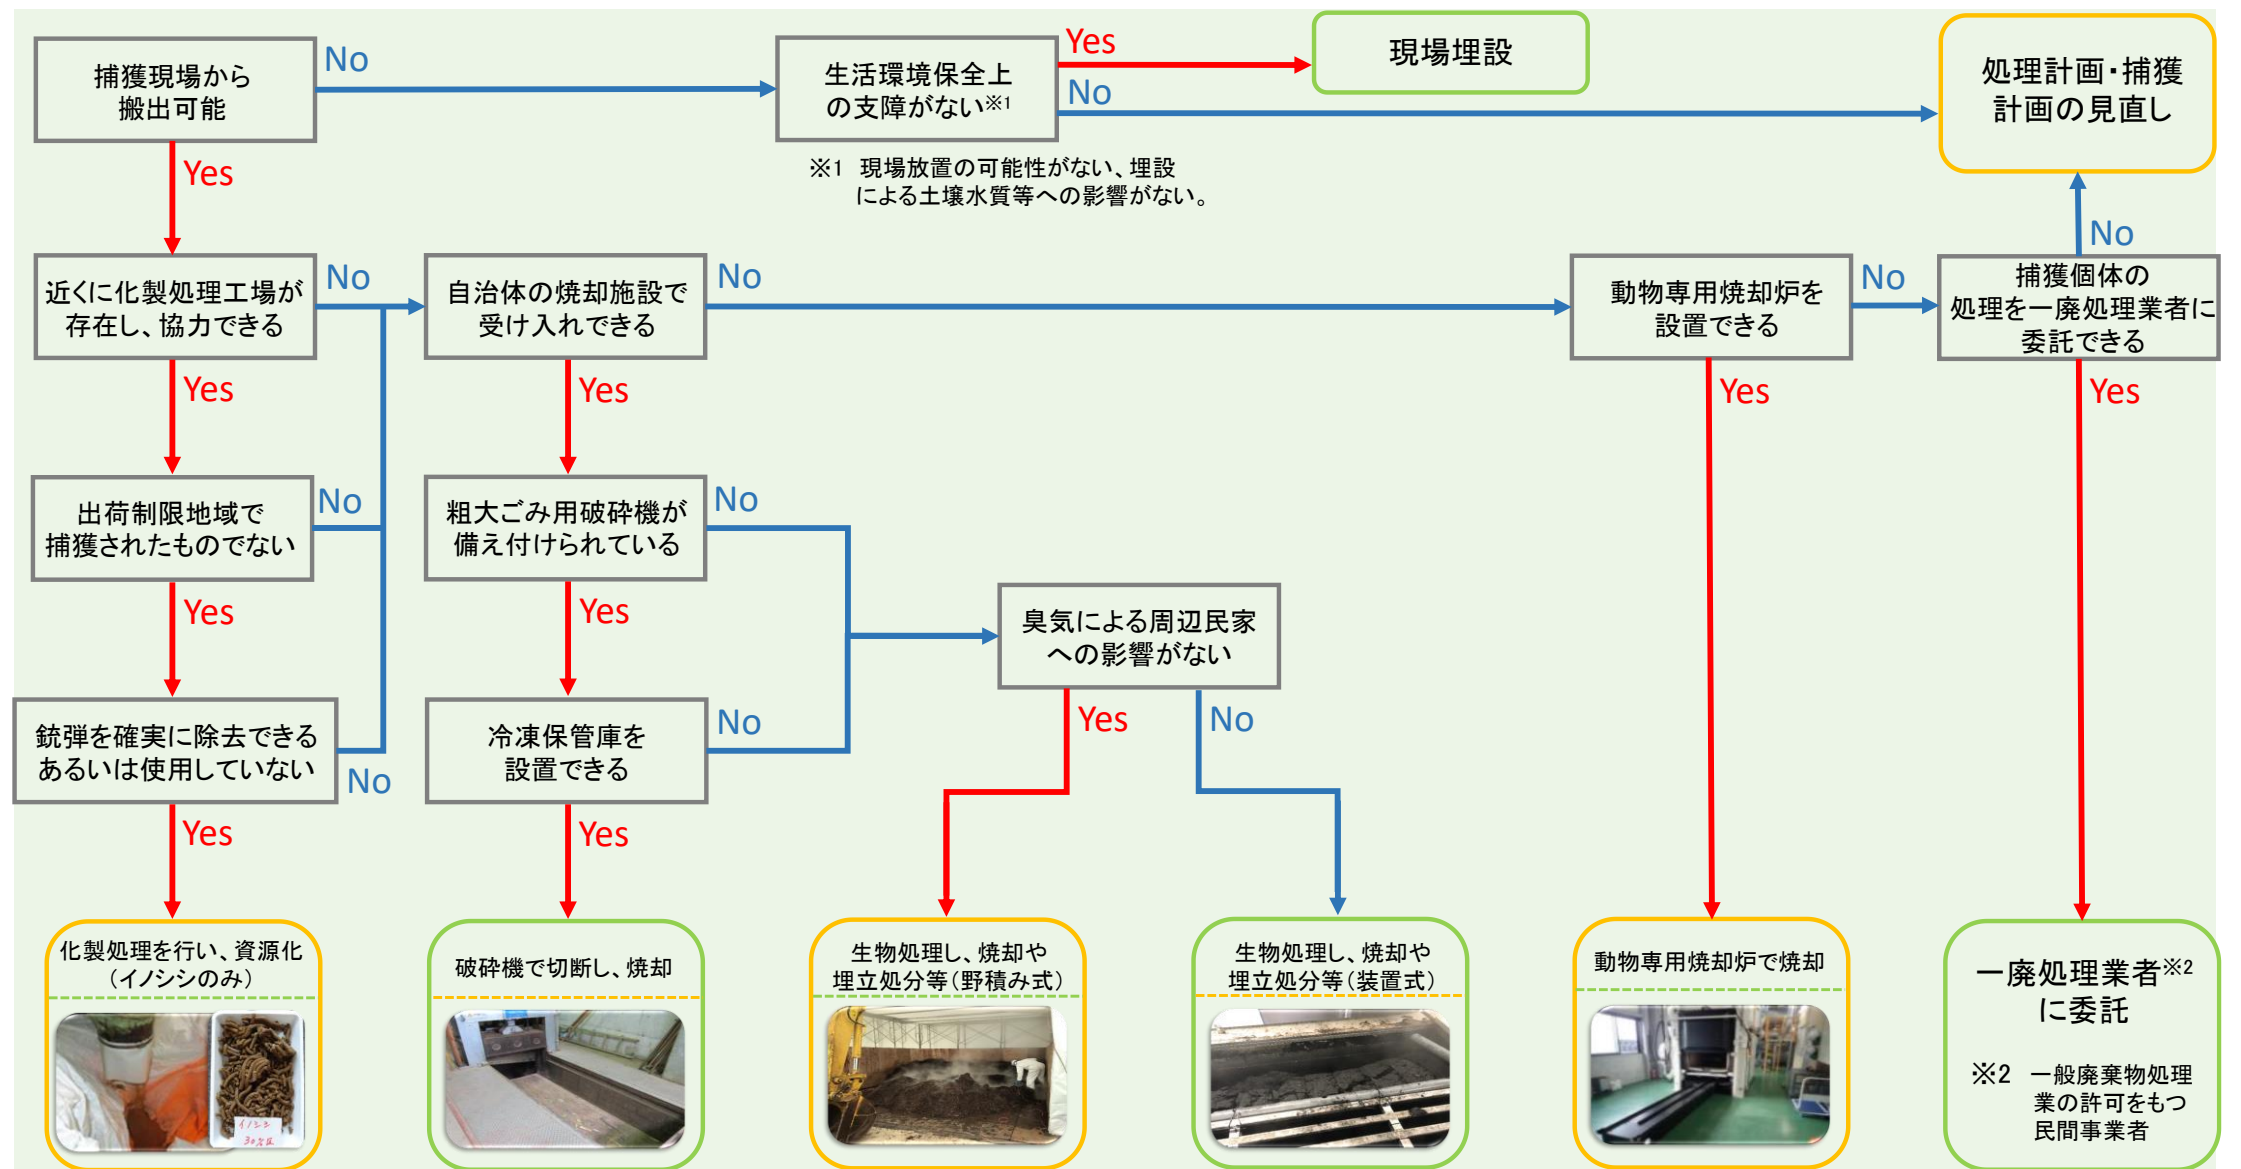 捕獲現場から
搬出可能
No
Yes
生活環境保全上
の支障がない※1
Yes
No
現場埋設
処理計画・捕獲
計画の見直し
※1 現場放置の可能性がない、埋設
による土壌水質等への影響がない。
近くに化製処理工場が
存在し、協力できる
No
Yes
自治体の焼却施設で
受け入れできる
No
Yes
動物専用焼却炉を
設置できる
No
Yes
捕獲個体の
処理を一廃処理業者に
委託できる
No
Yes
出荷制限地域で
捕獲されたものでない
No
Yes
粗大ごみ用破砕機が
備え付けられている
No
Yes
臭気による周辺民家
への影響がない
Yes
No
銃弾を確実に除去できる
あるいは使用していない
No
Yes
冷凍保管庫を
設置できる
No
Yes
化製処理を行い、資源化
(イノシシのみ)
イノシシ
破砕機で切断し、焼却
生物処理し、焼却や
埋立処分等(野積み式)
生物処理し、焼却や
埋立処分等(装置式)
動物専用焼却炉で焼却
一廃処理業者※2
に委託
※2 一般廃棄物処理
業の許可をもつ
民間事業者